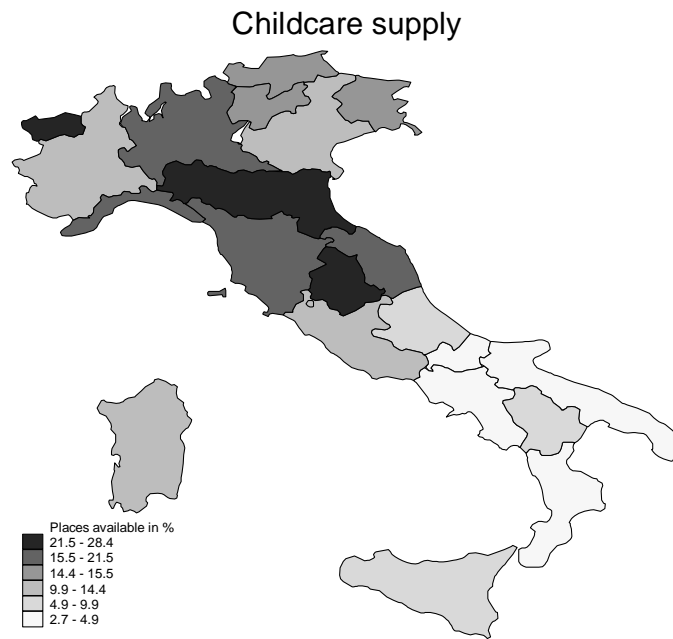 Childcare supply
Places available in %
21.5 - 28.4
15.5 - 21.5
14.4 - 15.5
9.9 - 14.4
4.9 - 9.9
2.7 - 4.9